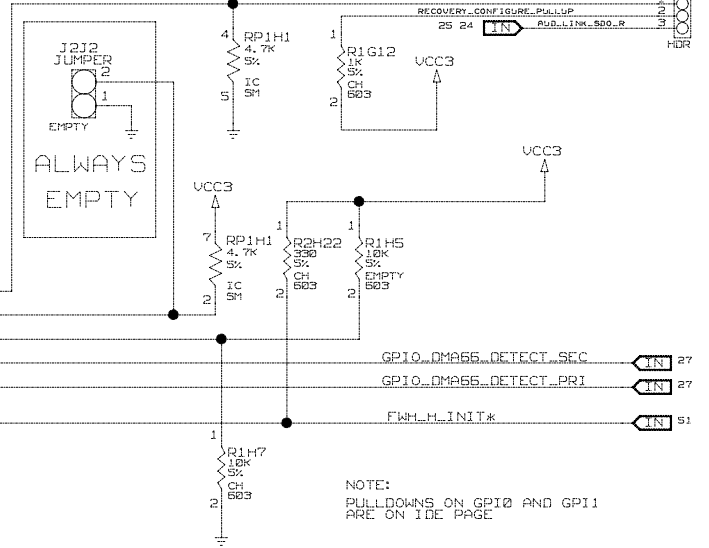 RECOVERY_CONFIGURE_PULLUP
2
25 24 IN AUD_LINK_SDO_R
3
HDR
J2J2
JUMPER
2
1
EMPTY
ALWAYS
EMPTY
4
RP1H1
4.7K
5%
IC
SM
5
1
R1G12
1K
5%
CH
603
2
VCC3
VCC3
VCC3
7
RP1H1
4.7K
5%
IC
SM
2
1
R2H22
330
5%
CH
603
2
1
R1H5
10K
5%
EMPTY
603
2
GPIO_DMA66_DETECT_SEC IN 27
GPIO_DMA66_DETECT_PRI IN 27
FWH_H_INIT* IN 51
1
R1H7
10K
5%
CH
603
2
NOTE:
PULLDOWNS ON GPI0 AND GPI1
ARE ON IDE PAGE